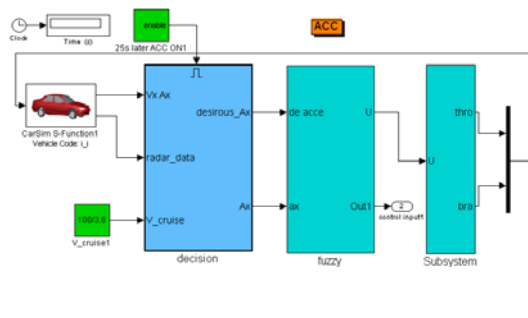 enable
ACC
Clock
Time (s)
25s later ACC ON1
Vx Ax
desirous_Ax
de acce
U
thro
CarSim S-Function1
Vehicle Code: i_i
radar_data
U
100/3.6
V_cruise
Ax
ax
Out1
2
bra
control input1
V_cruise1
decision
fuzzy
Subsystem